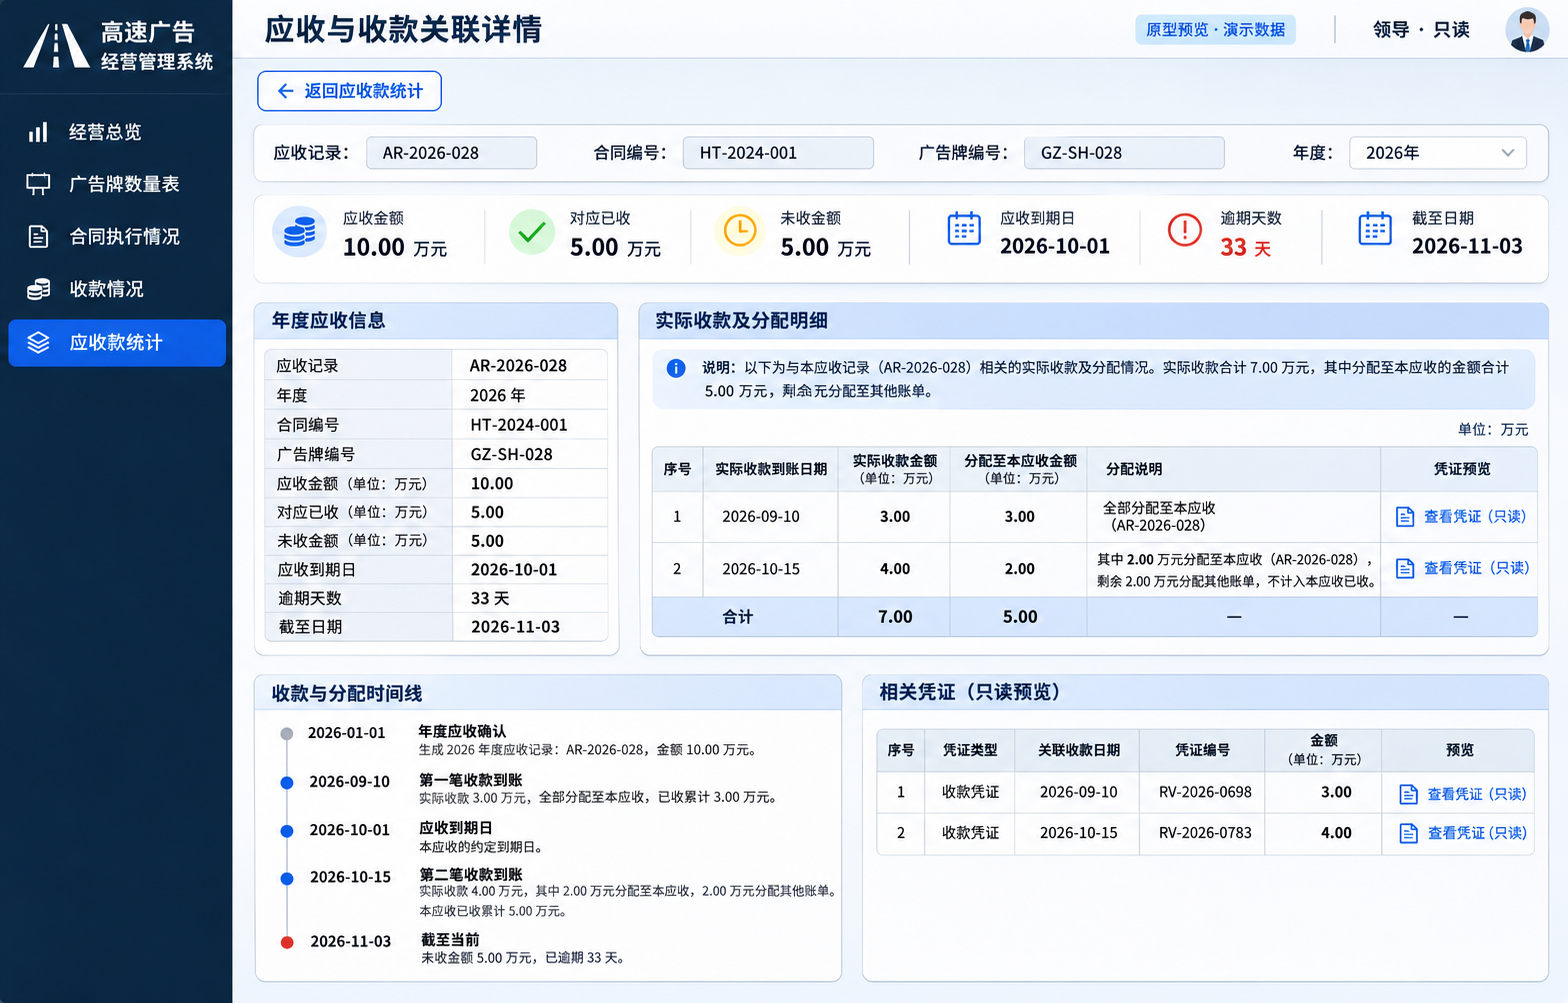 高速广告
经营管理系统
经营总览
广告牌数量表
合同执行情况
收款情况
应收款统计
应收与收款关联详情
原型预览 · 演示数据
领导 · 只读
返回应收款统计
应收记录： AR-2026-028 合同编号： HT-2024-001 广告牌编号： GZ-SH-028 年度： 2026年
应收金额
10.00 万元
对应已收
5.00 万元
未收金额
5.00 万元
应收到期日
2026-10-01
逾期天数
33 天
截至日期
2026-11-03
年度应收信息
应收记录 AR-2026-028
年度 2026 年
合同编号 HT-2024-001
广告牌编号 GZ-SH-028
应收金额（单位：万元） 10.00
对应已收（单位：万元） 5.00
未收金额（单位：万元） 5.00
应收到期日 2026-10-01
逾期天数 33 天
截至日期 2026-11-03
实际收款及分配明细
说明：以下为与本应收记录（AR-2026-028）相关的实际收款及分配情况。实际收款合计 7.00 万元，其中分配至本应收的金额合计
5.00 万元，剩余无分配至其他账单。
单位：万元
序号 实际收款到账日期 实际收款金额（单位：万元） 分配至本应收金额（单位：万元） 分配说明 凭证预览
1 2026-09-10 3.00 3.00 全部分配至本应收（AR-2026-028） 查看凭证（只读）
2 2026-10-15 4.00 2.00 其中 2.00 万元分配至本应收（AR-2026-028），剩余 2.00 万元分配其他账单，不计入本应收已收。 查看凭证（只读）
合计 7.00 5.00 — —
收款与分配时间线
2026-01-01 年度应收确认
生成 2026 年度应收记录：AR-2026-028，金额 10.00 万元。
2026-09-10 第一笔收款到账
实际收款 3.00 万元，全部分配至本应收，已收累计 3.00 万元。
2026-10-01 应收到期日
本应收的约定到期日。
2026-10-15 第二笔收款到账
实际收款 4.00 万元，其中 2.00 万元分配至本应收，2.00 万元分配其他账单。
本应收已收累计 5.00 万元。
2026-11-03 截至当前
未收金额 5.00 万元，已逾期 33 天。
相关凭证（只读预览）
序号 凭证类型 关联收款日期 凭证编号 金额（单位：万元） 预览
1 收款凭证 2026-09-10 RV-2026-0698 3.00 查看凭证（只读）
2 收款凭证 2026-10-15 RV-2026-0783 4.00 查看凭证（只读）